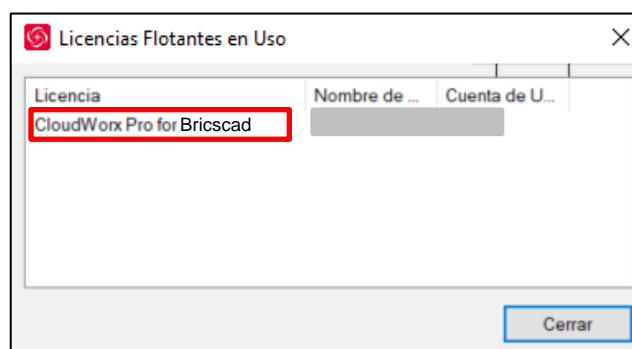 Licencias Flotantes en Uso
Licencia Nombre de ... Cuenta de U...
CloudWorx Pro for Bricscad
Cerrar